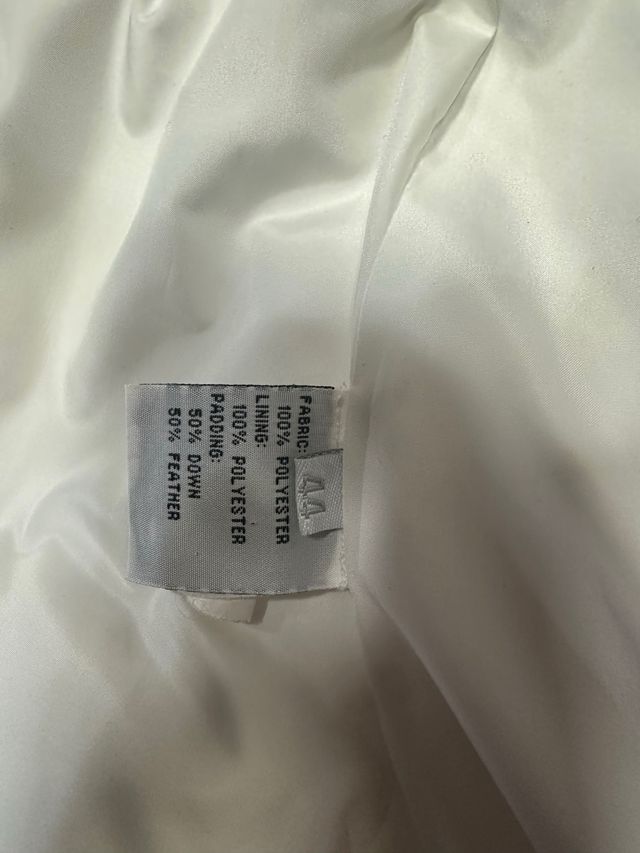 FABRIC:
100% POLYESTER
LINING:
100% POLYESTER
PADDING:
50% DOWN
50% FEATHER
44